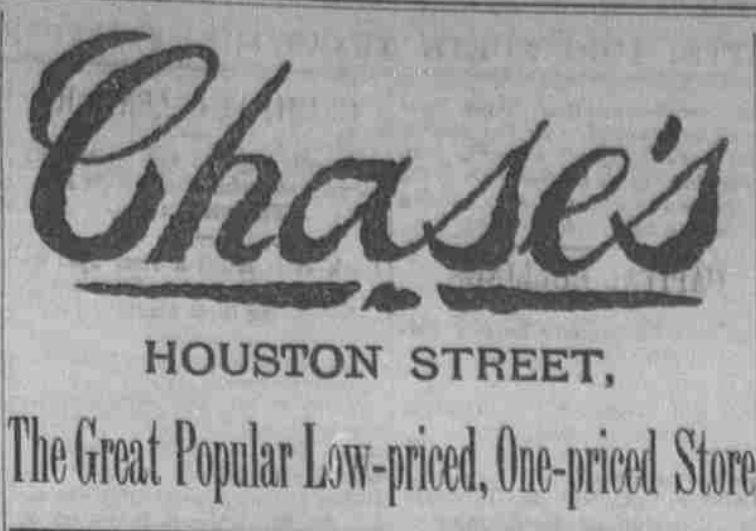 Chase's
HOUSTON STREET,
The Great Popular Low-priced, One-priced Store